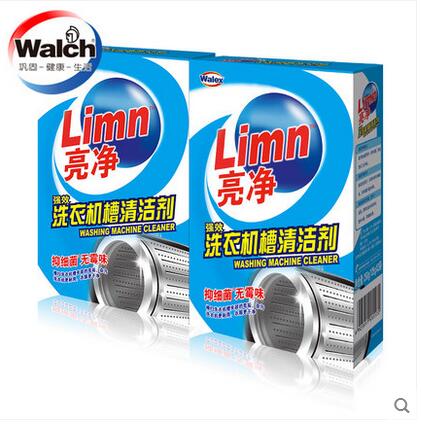 Walch
巩固-健康-生活
Limn
亮净
强效
洗衣机槽清洁剂
WASHING MACHINE CLEANER
抑细菌 无霉味
Walex
Limn
亮净
强效
洗衣机槽清洁剂
WASHING MACHINE CLEANER
抑细菌 无霉味